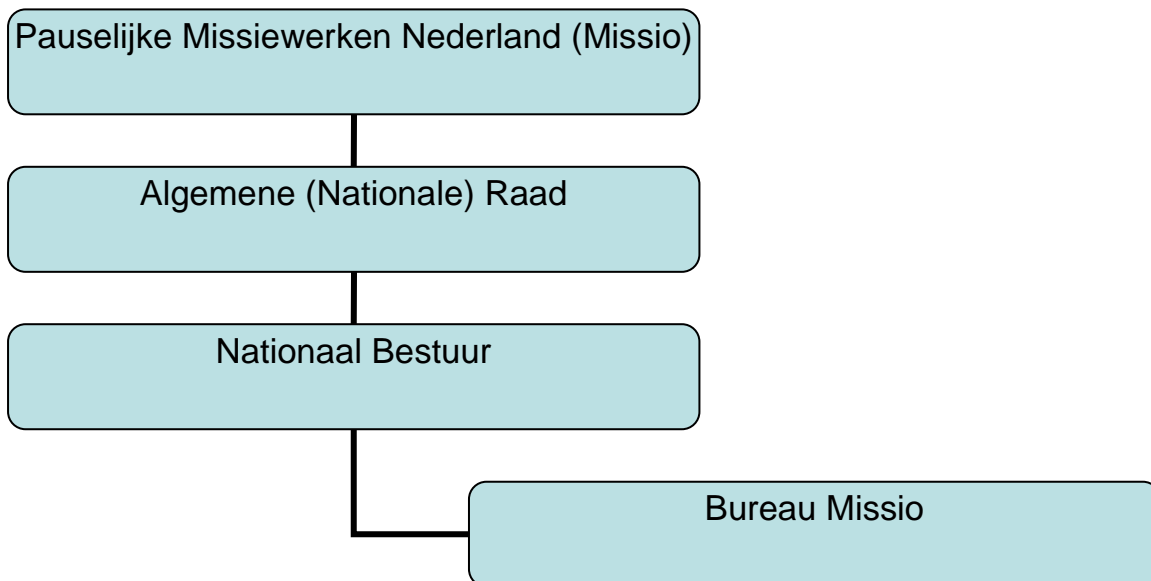 Pauselijke Missiewerken Nederland (Missio)
Algemene (Nationale) Raad
Nationaal Bestuur
Bureau Missio